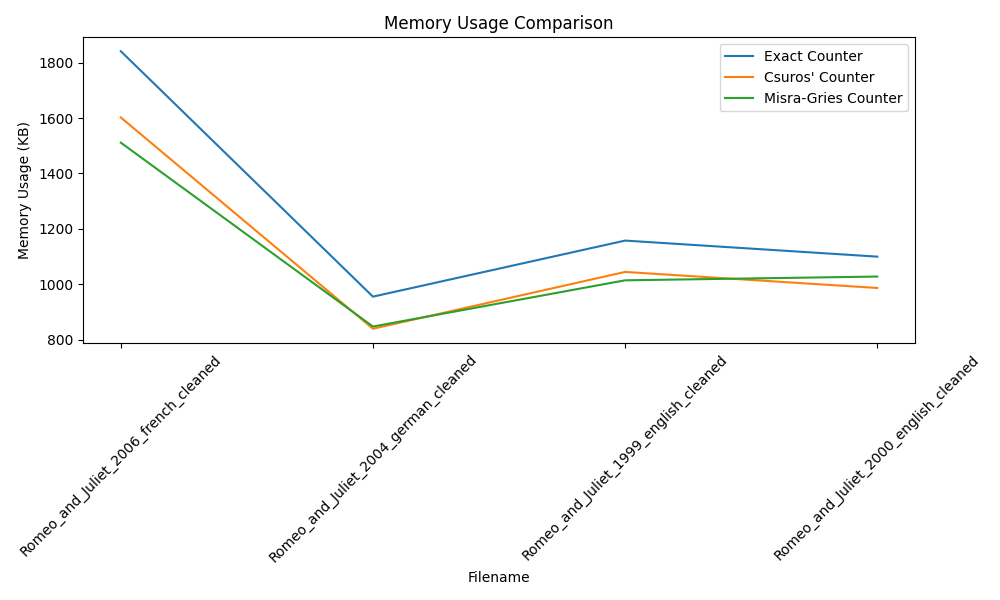 Memory Usage Comparison
Memory Usage (KB)
1800
1600
1400
1200
1000
800
Exact Counter
Csuros' Counter
Misra-Gries Counter
Romeo_and_Juliet_2006_french_cleaned
Romeo_and_Juliet_2004_german_cleaned
Romeo_and_Juliet_1999_english_cleaned
Romeo_and_Juliet_2000_english_cleaned
Filename